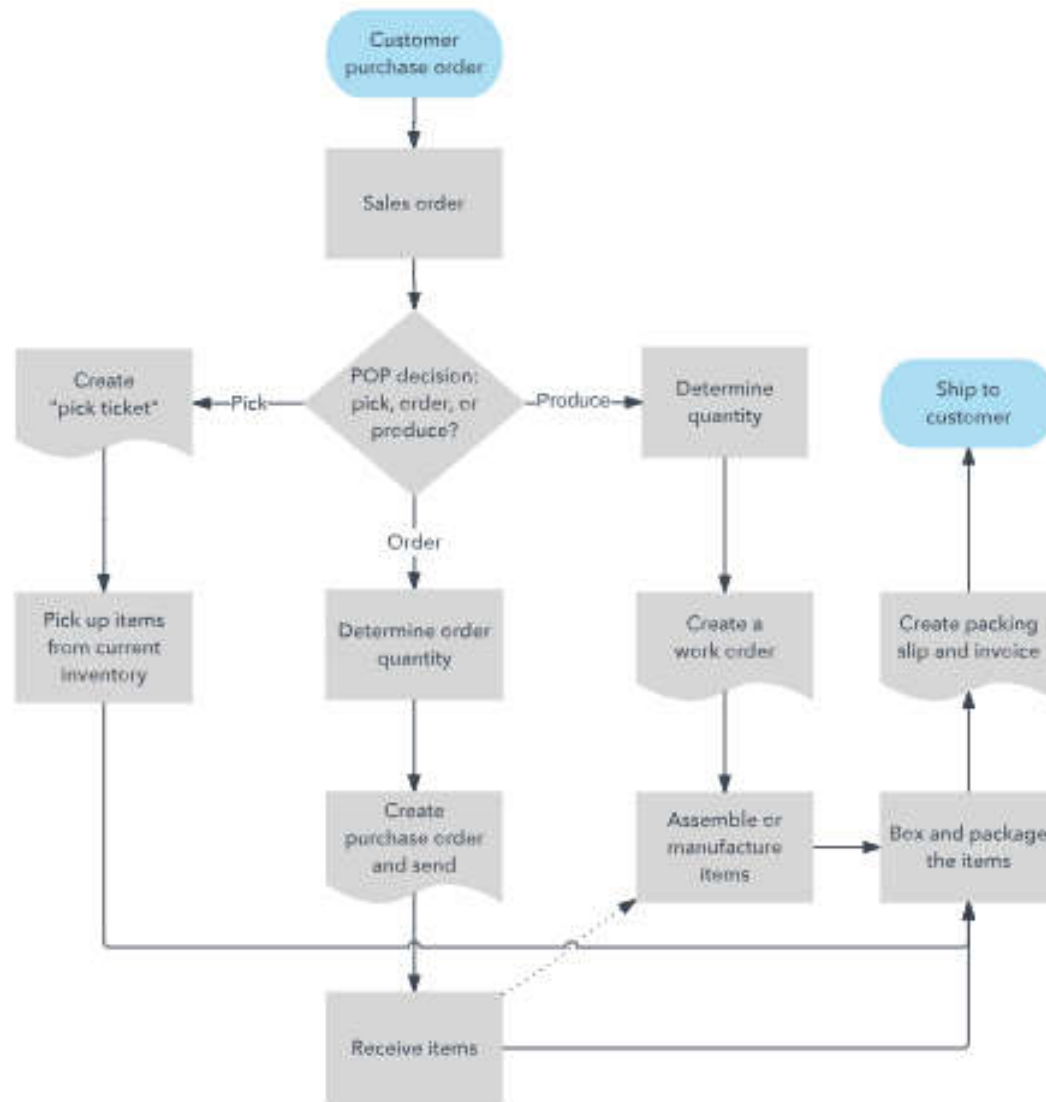 Customer
purchase order
Sales order
POP decision:
pick, order, or
produce?
Pick
Create
"pick ticket"
Pick up items
from current
inventory
Order
Determine order
quantity
Create
purchase order
and send
Receive items
Produce
Determine
quantity
Create a
work order
Assemble or
manufacture
items
Box and package
the items
Create packing
slip and invoice
Ship to
customer